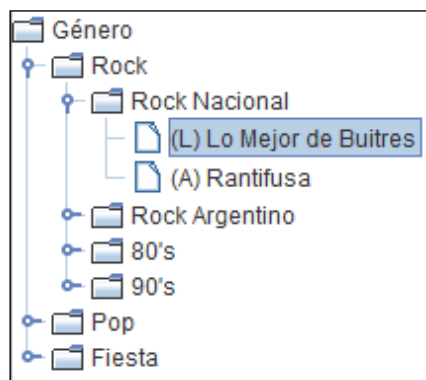 Género
Rock
Rock Nacional
(L) Lo Mejor de Buitres
(A) Rantifusa
Rock Argentino
80's
90's
Pop
Fiesta